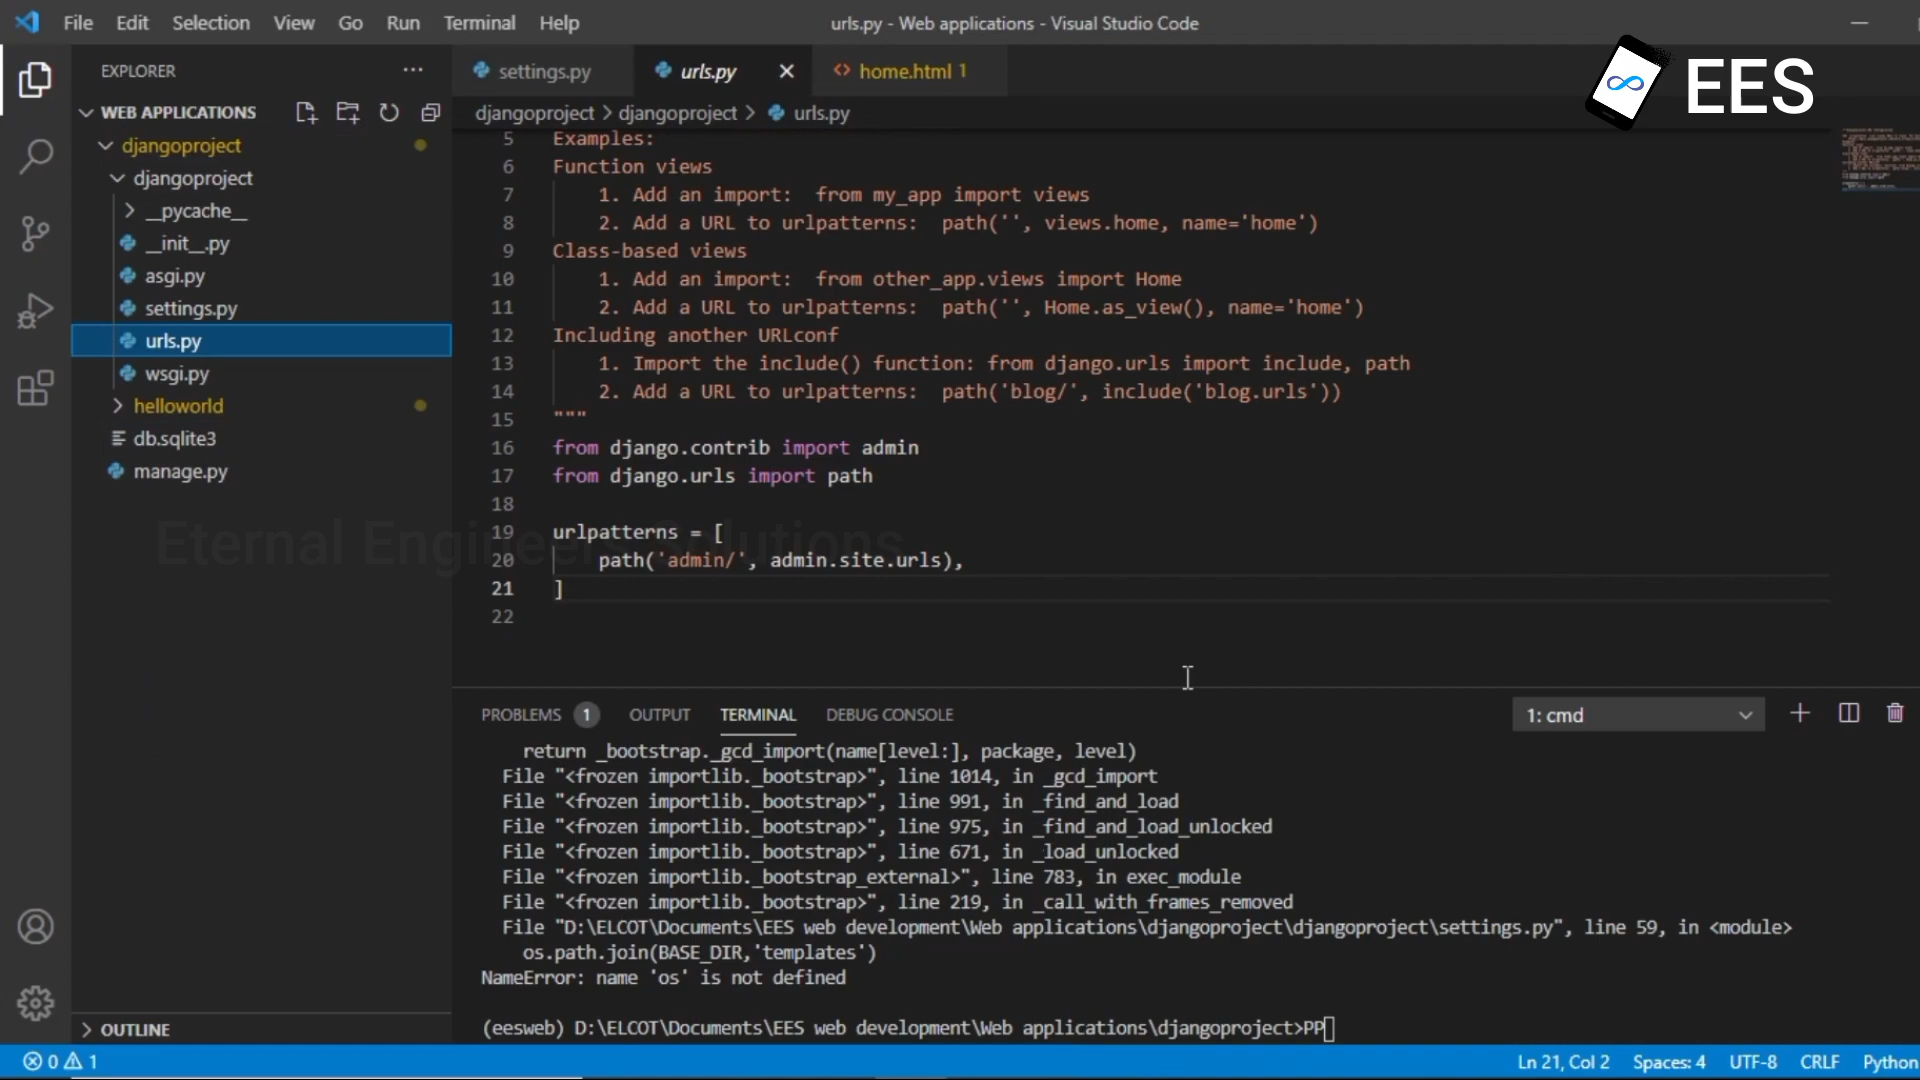 File Edit Selection View Go Run Terminal Help
urls.py - Web applications - Visual Studio Code
EES
EXPLORER
WEB APPLICATIONS
djangoproject
djangoproject
__pycache__
__init__.py
asgi.py
settings.py
urls.py
wsgi.py
helloworld
db.sqlite3
manage.py
OUTLINE
settings.py urls.py home.html 1
djangoproject > djangoproject > urls.py
5 Examples:
6 Function views
7     1. Add an import:  from my_app import views
8     2. Add a URL to urlpatterns:  path('', views.home, name='home')
9 Class-based views
10     1. Add an import:  from other_app.views import Home
11     2. Add a URL to urlpatterns:  path('', Home.as_view(), name='home')
12 Including another URLconf
13     1. Import the include() function: from django.urls import include, path
14     2. Add a URL to urlpatterns:  path('blog/', include('blog.urls'))
15 """
16 from django.contrib import admin
17 from django.urls import path
18
19 urlpatterns = [
20     path('admin/', admin.site.urls),
21 ]
22
Eternal Engineers Solutions
PROBLEMS 1 OUTPUT TERMINAL DEBUG CONSOLE
1: cmd
return _bootstrap._gcd_import(name[level:], package, level)
File "<frozen importlib._bootstrap>", line 1014, in _gcd_import
File "<frozen importlib._bootstrap>", line 991, in _find_and_load
File "<frozen importlib._bootstrap>", line 975, in _find_and_load_unlocked
File "<frozen importlib._bootstrap>", line 671, in _load_unlocked
File "<frozen importlib._bootstrap_external>", line 783, in exec_module
File "<frozen importlib._bootstrap>", line 219, in _call_with_frames_removed
File "D:\ELCOT\Documents\EES web development\Web applications\djangoproject\djangoproject\settings.py", line 59, in <module>
os.path.join(BASE_DIR,'templates')
NameError: name 'os' is not defined
(eesweb) D:\ELCOT\Documents\EES web development\Web applications\djangoproject>PP
0 1
Ln 21, Col 2 Spaces: 4 UTF-8 CRLF Python